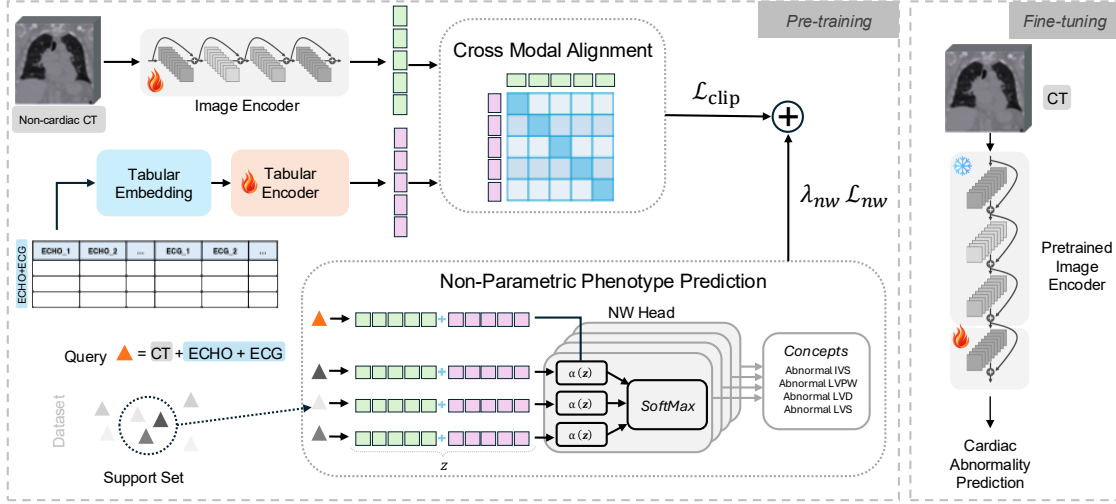 Pre-training
Non-cardiac CT
Image Encoder
Cross Modal Alignment
ℒclip
Tabular
Embedding
Tabular
Encoder
λnw ℒnw
ECHO+ECG
ECHO_1 ECHO_2 ... ECG_1 ECG_2 ...
Non-Parametric Phenotype Prediction
NW Head
Query = CT + ECHO + ECG
α(z)
α(z)
α(z)
SoftMax
Concepts
Abnormal IVS
Abnormal LVPW
Abnormal LVD
Abnormal LVS
Dataset
Support Set
z
Fine-tuning
CT
Pretrained
Image
Encoder
Cardiac
Abnormality
Prediction